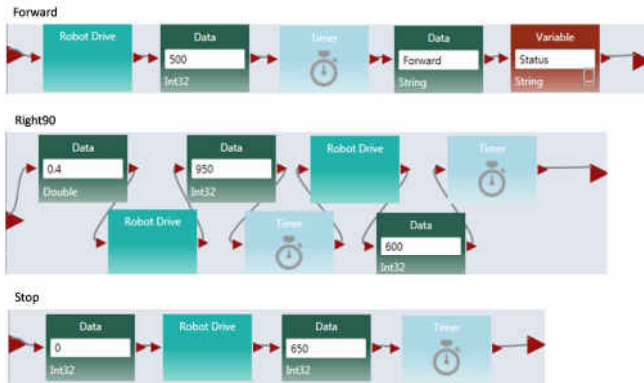 Forward
Robot Drive Data Timer Data Variable
500 Forward Status
Int32 String String
Right90
Data Data Robot Drive Timer
0.4 950
Double Int32
Robot Drive Timer Data
600
Int32
Stop
Data Robot Drive Data Timer
0 650
Int32 Int32